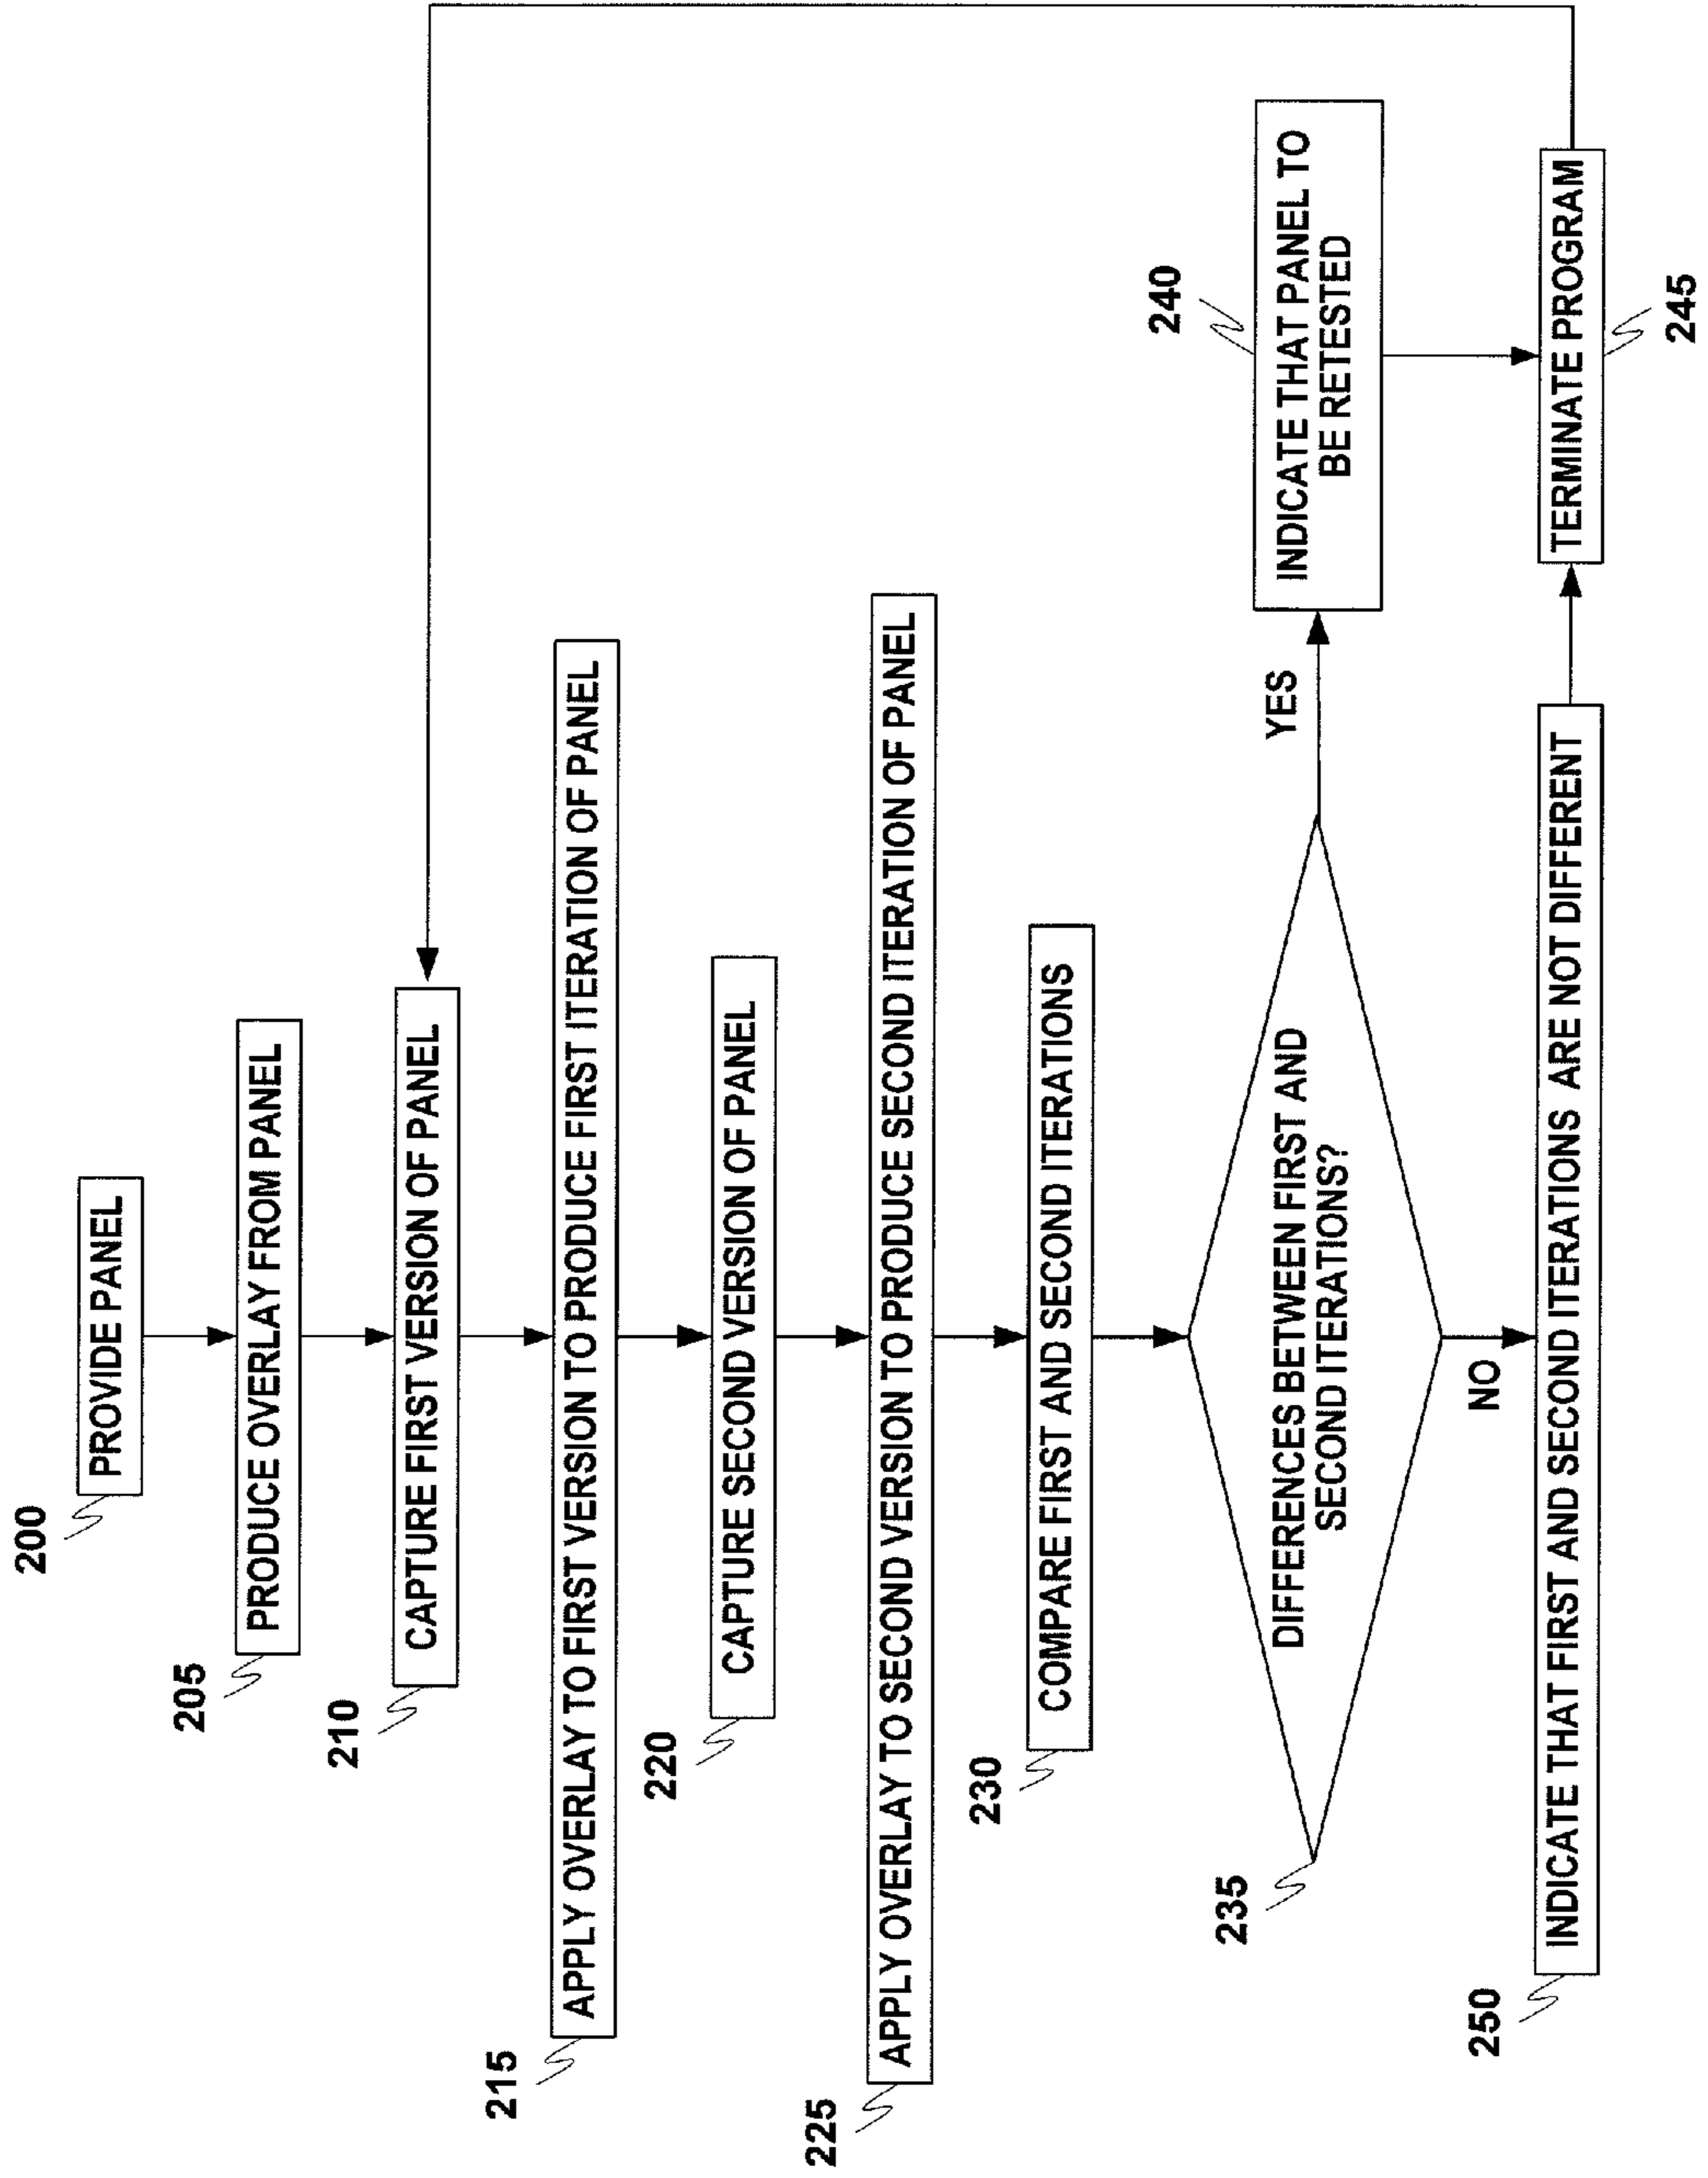 200
PROVIDE PANEL
205
PRODUCE OVERLAY FROM PANEL
210
CAPTURE FIRST VERSION OF PANEL
215
APPLY OVERLAY TO FIRST VERSION TO PRODUCE FIRST ITERATION OF PANEL
220
CAPTURE SECOND VERSION OF PANEL
225
APPLY OVERLAY TO SECOND VERSION TO PRODUCE SECOND ITERATION OF PANEL
230
COMPARE FIRST AND SECOND ITERATIONS
235
DIFFERENCES BETWEEN FIRST AND
SECOND ITERATIONS?
YES
240
INDICATE THAT PANEL TO
BE RETESTED
NO
250
INDICATE THAT FIRST AND SECOND ITERATIONS ARE NOT DIFFERENT
TERMINATE PROGRAM
245